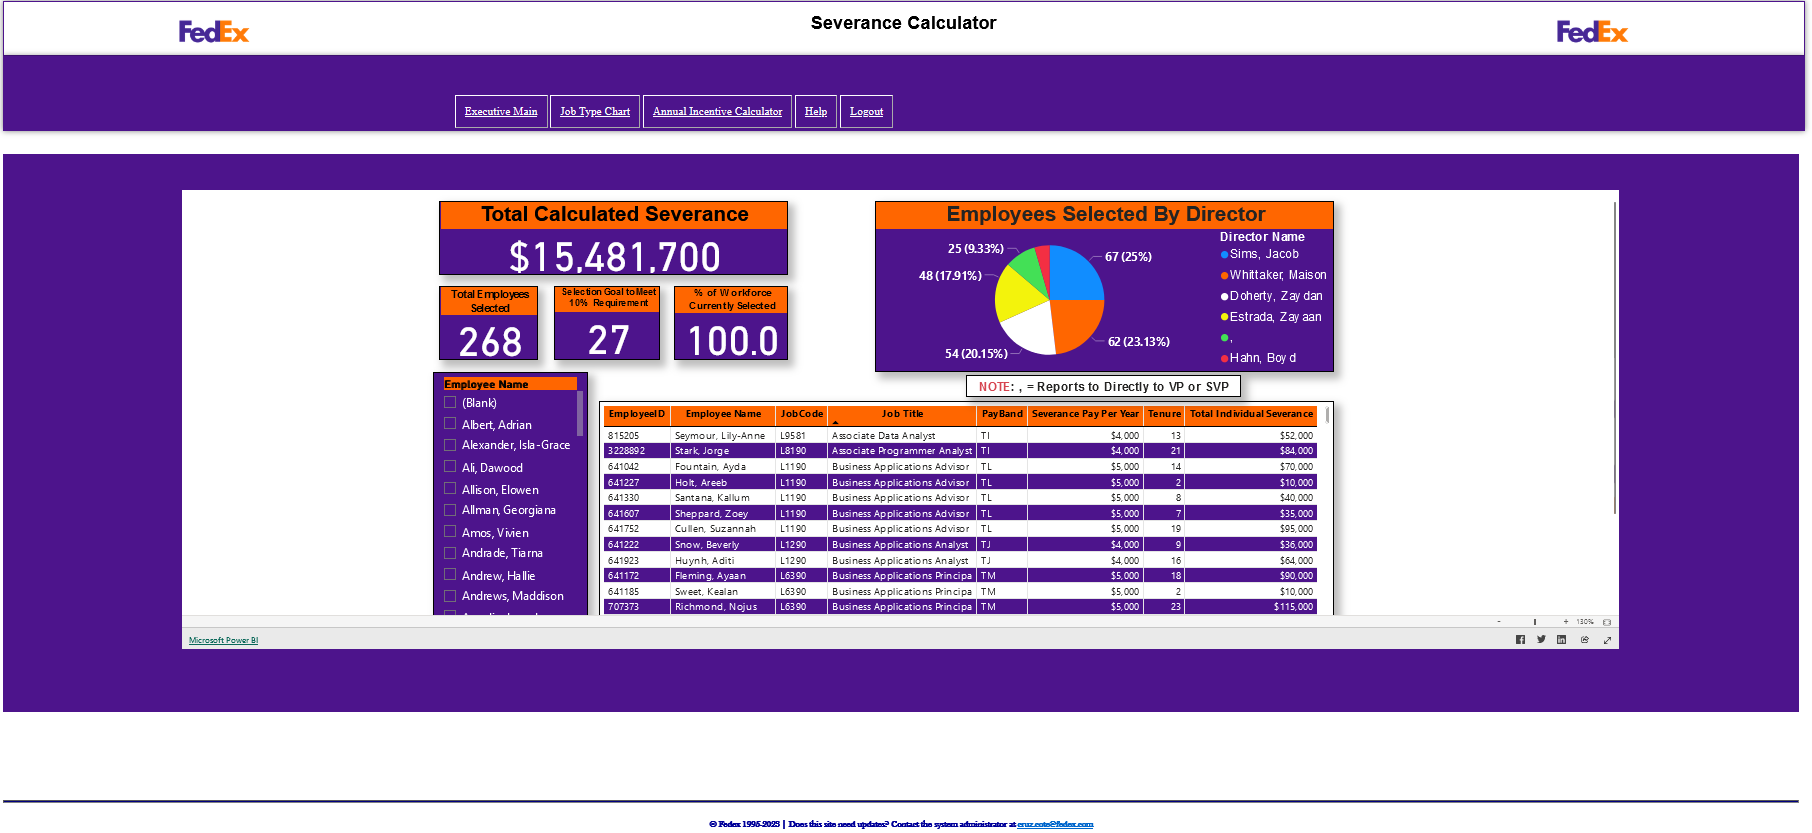 Severance Calculator
FedEx
FedEx
Executive Main
Job Type Chart
Annual Incentive Calculator
Help
Logout
Total Calculated Severance
$15,481,700
Total Employees
Selected
268
Selection Goal to Meet
10% Requirement
27
% of Workforce
Currently Selected
100.0
Employees Selected By Director
25 (9.33%)
67 (25%)
48 (17.91%)
54 (20.15%)
62 (23.13%)
Director Name
Sims, Jacob
Whittaker, Maison
Doherty, Zaydan
Estrada, Zayaan
,
Hahn, Boyd
NOTE: , = Reports to Directly to VP or SVP
Employee Name
(Blank)
Albert, Adrian
Alexander, Isla-Grace
Ali, Dawood
Allison, Elowen
Allman, Georgiana
Amos, Vivien
Andrade, Tiarna
Andrew, Hallie
Andrews, Maddison
EmployeeID Employee Name JobCode Job Title PayBand Severance Pay Per Year Tenure Total Individual Severance
815205 Seymour, Lily-Anne L9581 Associate Data Analyst TI $4,000 13 $52,000
3228892 Stark, Jorge L8190 Associate Programmer Analyst TI $4,000 21 $84,000
641042 Fountain, Ayda L1190 Business Applications Advisor TL $5,000 14 $70,000
641227 Holt, Areeb L1190 Business Applications Advisor TL $5,000 2 $10,000
641330 Santana, Kallum L1190 Business Applications Advisor TL $5,000 8 $40,000
641607 Sheppard, Zoey L1190 Business Applications Advisor TL $5,000 7 $35,000
641752 Cullen, Suzannah L1190 Business Applications Advisor TL $5,000 19 $95,000
641222 Snow, Beverly L1290 Business Applications Analyst TJ $4,000 9 $36,000
641923 Huynh, Aditi L1290 Business Applications Analyst TJ $4,000 16 $64,000
641172 Fleming, Ayaan L6390 Business Applications Principa TM $5,000 18 $90,000
641185 Sweet, Kealan L6390 Business Applications Principa TM $5,000 2 $10,000
707373 Richmond, Nojus L6390 Business Applications Principa TM $5,000 23 $115,000
- + 130%
Microsoft Power BI
© Fedex 1995-2023 | Does this site need updates? Contact the system administrator at cruz.cote@fedex.com